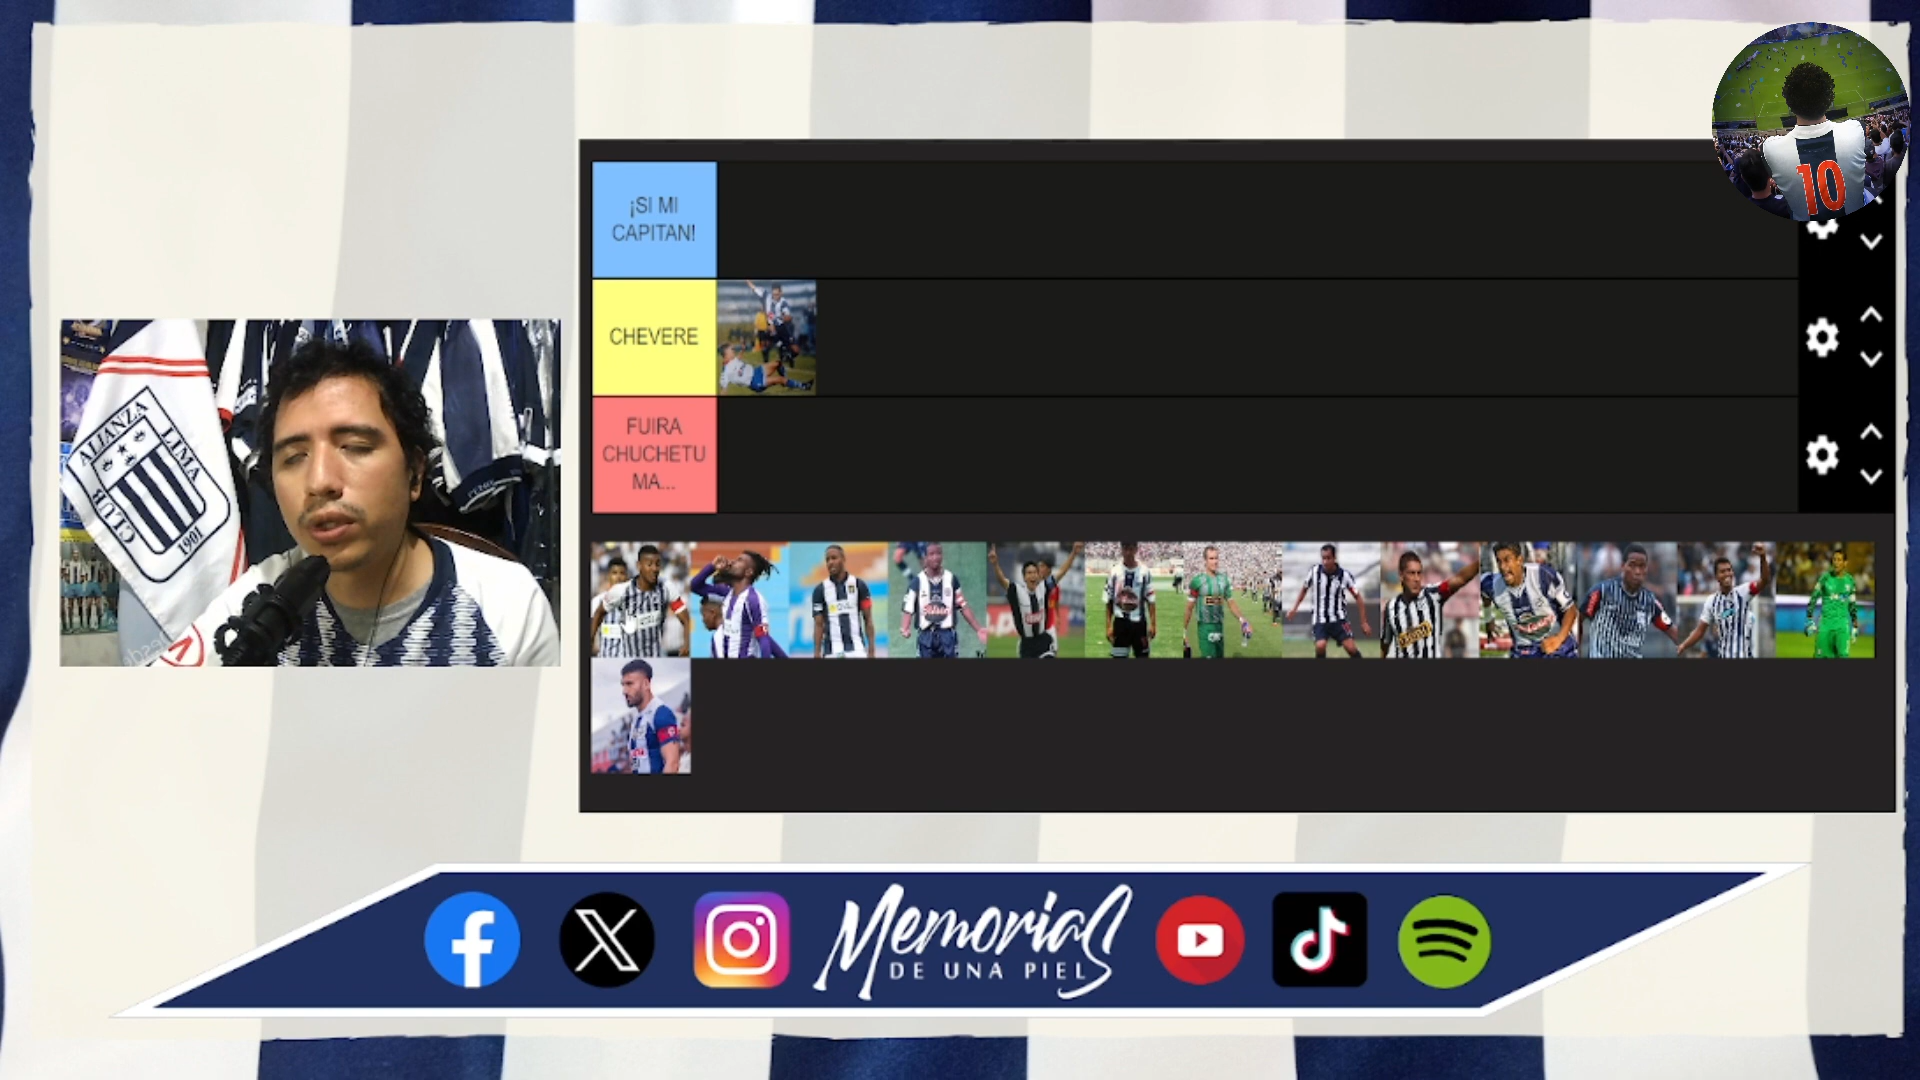 10
¡SI MI
CAPITAN!
CHEVERE
FUIRA
CHUCHETU
MA...
ALIANZA
LIMA
CLUB
1901
Memorias
DE UNA PIEL